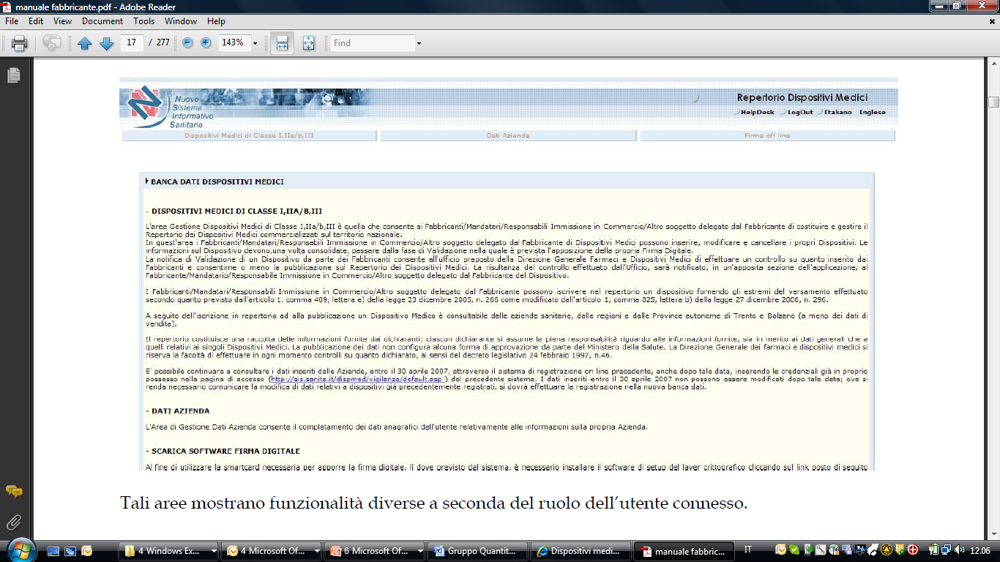 manuale fabbricante.pdf - Adobe Reader
File Edit View Document Tools Window Help
17 / 277 143% Find
Nuovo
Sistema
Informativo
Sanitario
Repertorio Dispositivi Medici
HelpDesk LogOut Italiano Inglese
Dispositivi Medici di Classe I,IIa/b,III Dati Azienda Firma off line
BANCA DATI DISPOSITIVI MEDICI
- DISPOSITIVI MEDICI DI CLASSE I,IIA/B,III
L'area Gestione Dispositivi Medici di Classe I,IIa/b,III è quella che consente ai Fabbricanti/Mandatari/Responsabili Immissione in Commercio/Altro soggetto delegato dal Fabbricante di costituire e gestire il
Repertorio dei Dispositivi Medici commercializzati sul territorio nazionale.
In quest'area i Fabbricanti/Mandatari/Responsabili Immissione in Commercio/Altro soggetto delegato dal Fabbricante di Dispositivi Medici possono inserire, modificare e cancellare i propri Dispositivi. Le
informazioni sul Dispositivo devono,una volta consolidate, passare dalla fase di Validazione nella quale è prevista l'apposizione della propria Firma Digitale.
La notifica di Validazione di un Dispositivo da parte dei Fabbricanti consente all'ufficio preposto della Direzione Generale Farmaci e Dispositivi Medici di effettuare un controllo su quanto inserito dai
Fabbricanti e consentirne o meno la pubblicazione sul Repertorio dei Dispositivi Medici. La risultenza del controllo effettuato dall'Ufficio, sarà notificato, in un'apposita sezione dell'applicazione, al
Fabbricante/Mandatario/Responsabile Immissione in Commercio/Altro soggetto delegato dal Fabbricante del Dispositivo.
I Fabbricanti/Mandatari/Responsabili Immissione in Commercio/Altro soggetto delegato dal Fabbricante possono iscrivere nel repertorio un dispositivo fornendo gli estremi del versamento effettuato
secondo quanto previsto dall'articolo 1, comma 409, lettera e) della legge 23 dicembre 2005, n. 266 come modificato dall'articolo 1, comma 825, lettera b) della legge 27 dicembre 2006, n. 296.
A seguito dell'iscrizione in repertorio ad alla pubblicazione un Dispositivo Medico è consultabile dalle aziende sanitarie, dalle regioni e dalle Province autonome di Trento e Bolzano (a meno dei dati di
vendita).
Il repertorio costituisce una raccolta delle informazioni fornite dai dichiaranti; ciascun dichiarante si assume la piena responsabilità riguardo alle informazioni fornite, sia in merito ai dati generali che a
quelli relativi ai singoli Dispositivi Medici. La pubblicazione dei dati non configura alcuna forma di approvazione da parte del Ministero della Salute. La Direzione Generale dei farmaci e dispositivi medici si
riserva la facoltà di effettuare in ogni momento controlli su quanto dichiarato, ai sensi del decreto legislativo 24 febbraio 1997, n.46.
E' possibile continuare a consultare i dati inseriti dalle Aziende, entro il 30 aprile 2007, attraverso il sistema di registrazione on line precedente, anche dopo tale data, inserendo le credenziali già in proprio
possesso nella pagina di accesso (http://sis.sanita.it/dispmed/vigilanza/default.asp ) del precedente sistema. I dati inseriti entro il 30 aprile 2007 non possono essere modificati dopo tale data; ove si
renda necessario comunicare la modifica di dati relativi a dispositivi già precedentemente registrati, si dovrà effettuare la registrazione nella nuova banca dati.
- DATI AZIENDA
L'Area di Gestione Dati Azienda consente il completamento dei dati anagrafici dell'utente relativamente alle informazioni sulla propria Azienda.
- SCARICA SOFTWARE FIRMA DIGITALE
Al fine di utilizzare la smartcard necessaria per apporre la firma digitale, lì dove previsto dal sistema, è necessario installare il software di setup del layer crittografico cliccando sul link posto di seguito
Tali aree mostrano funzionalità diverse a seconda del ruolo dell'utente connesso.
4 Windows Ex... 4 Microsoft Of... 6 Microsoft Of... Gruppo Quantit... Dispositivi medi... manuale fabbric... IT 12.06